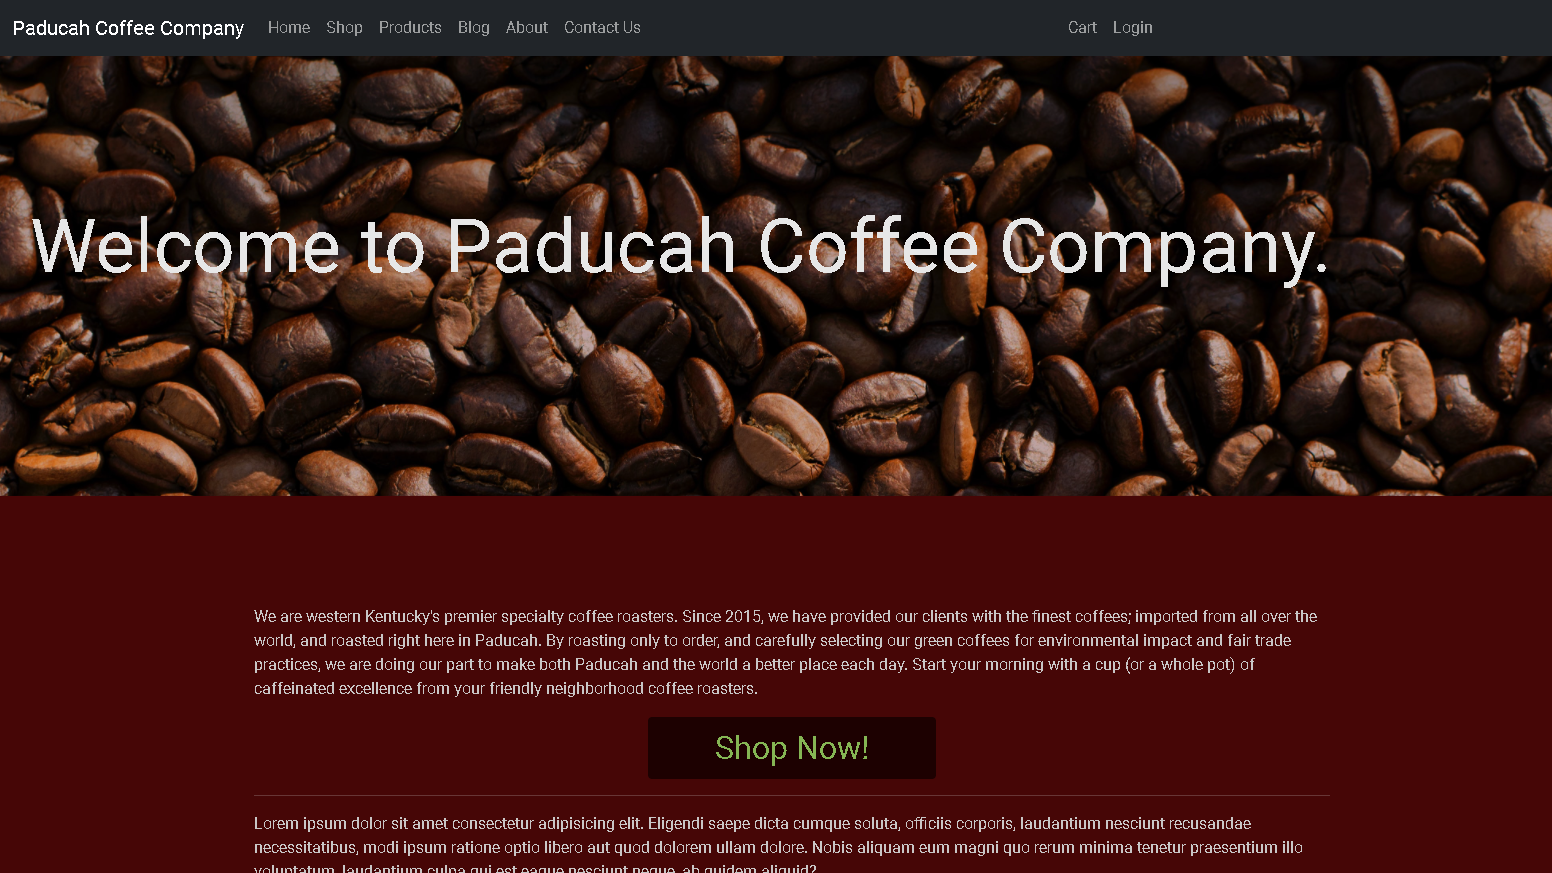 Paducah Coffee Company Home Shop Products Blog About Contact Us Cart Login
Welcome to Paducah Coffee Company.
We are western Kentucky's premier specialty coffee roasters. Since 2015, we have provided our clients with the finest coffees; imported from all over the
world, and roasted right here in Paducah. By roasting only to order, and carefully selecting our green coffees for environmental impact and fair trade
practices, we are doing our part to make both Paducah and the world a better place each day. Start your morning with a cup (or a whole pot) of
caffeinated excellence from your friendly neighborhood coffee roasters.
Shop Now!
Lorem ipsum dolor sit amet consectetur adipisicing elit. Eligendi saepe dicta cumque soluta, officiis corporis, laudantium nesciunt recusandae
necessitatibus, modi ipsum ratione optio libero aut quod dolorem ullam dolore. Nobis aliquam eum magni quo rerum minima tenetur praesentium illo
voluptatum, laudantium culpa qui est eaque nesciunt neque, ab quidem aliquid?